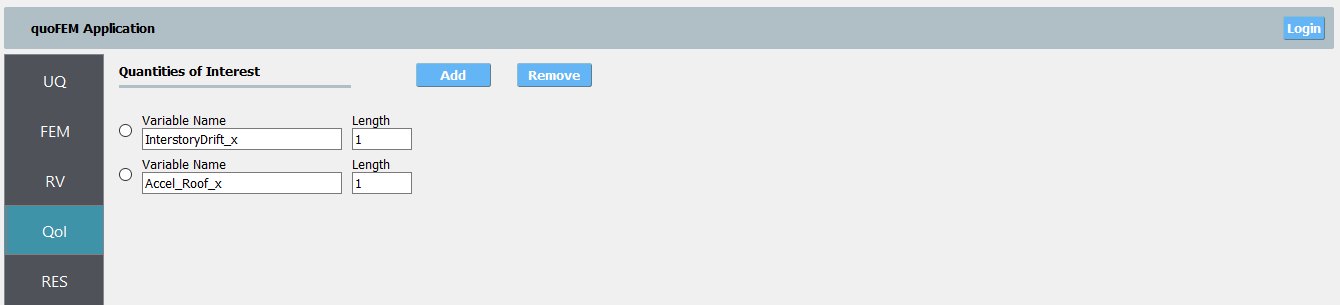 quoFEM Application
Login
UQ
FEM
RV
QoI
RES
Quantities of Interest
Add
Remove
Variable Name
Length
InterstoryDrift_x
1
Variable Name
Length
Accel_Roof_x
1